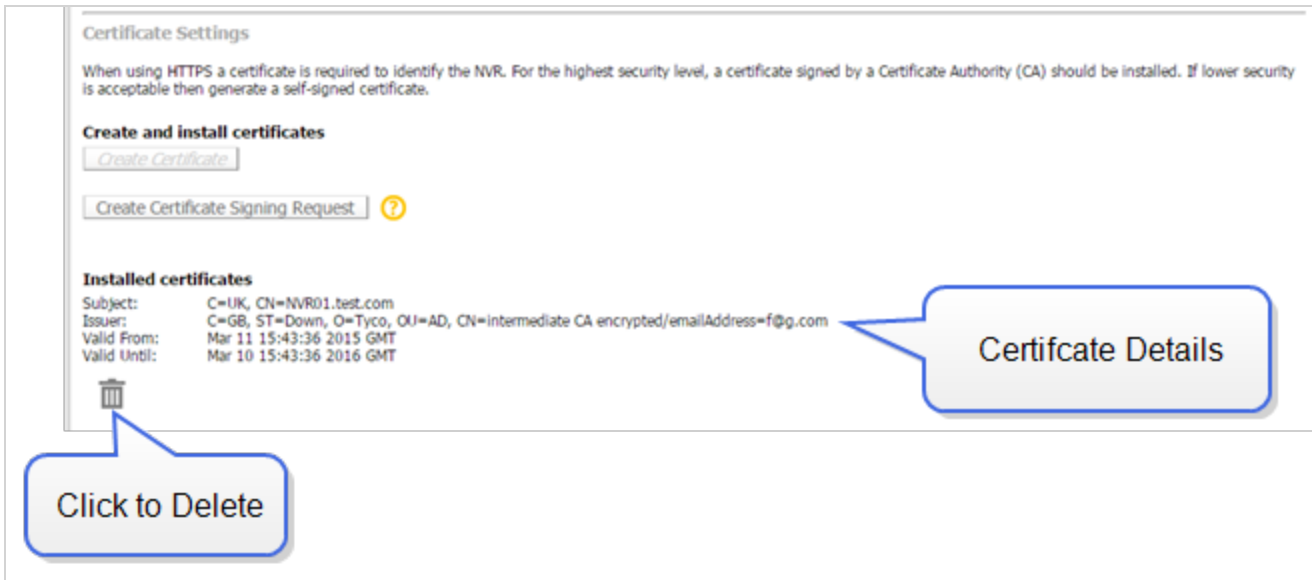 Certificate Settings
When using HTTPS a certificate is required to identify the NVR. For the highest security level, a certificate signed by a Certificate Authority (CA) should be installed. If lower security
is acceptable then generate a self-signed certificate.
Create and install certificates
Create Certificate
Create Certificate Signing Request ?
Installed certificates
Subject: C=UK, CN=NVR01.test.com
Issuer: C=GB, ST=Down, O=Tyco, OU=AD, CN=intermediate CA encrypted/emailAddress=f@g.com
Valid From: Mar 11 15:43:36 2015 GMT
Valid Until: Mar 10 15:43:36 2016 GMT
Certifcate Details
Click to Delete